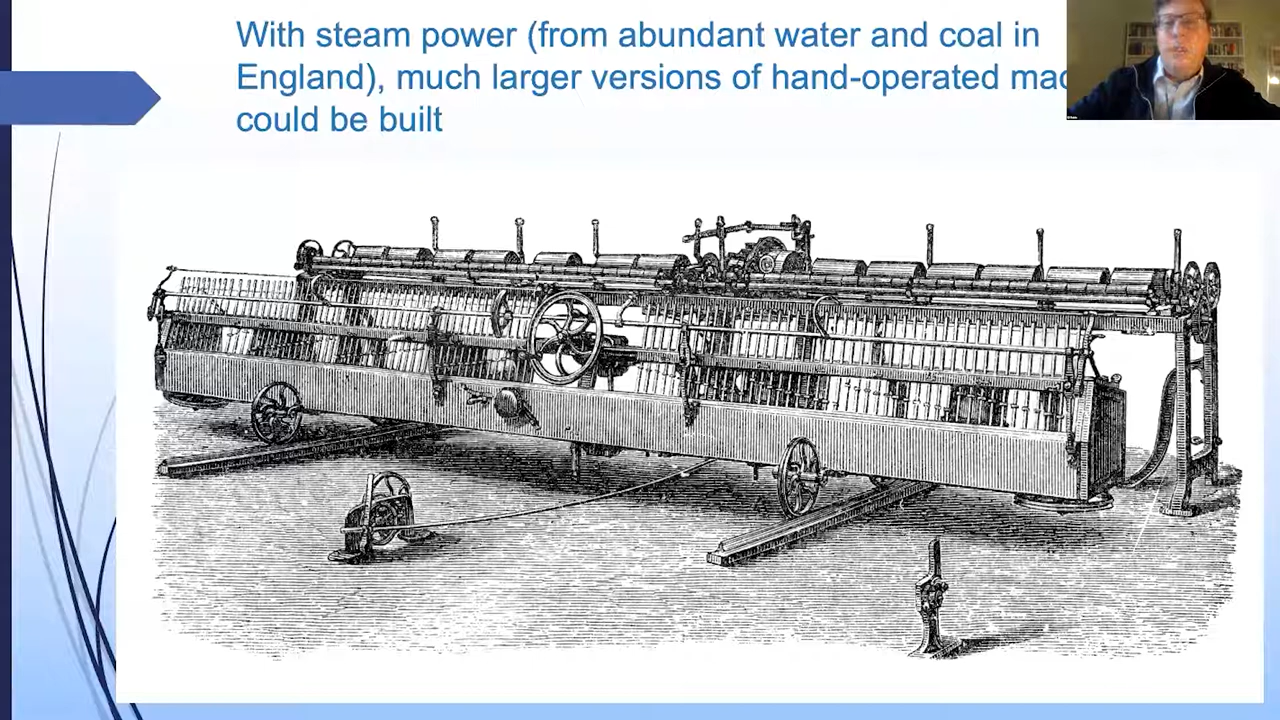 With steam power (from abundant water and coal in
England), much larger versions of hand-operated mac
could be built